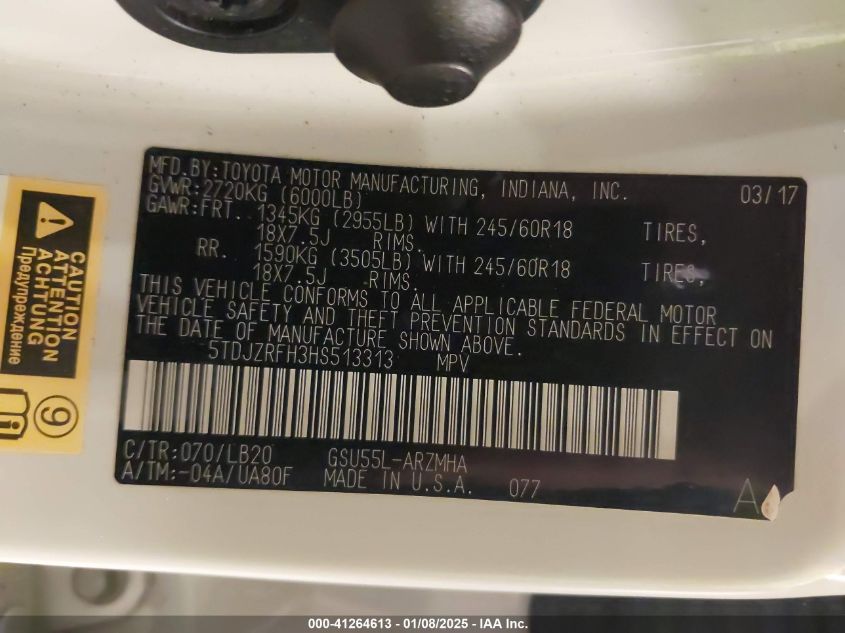 MFD.BY:TOYOTA MOTOR MANUFACTURING, INDIANA, INC. 03/17
GVWR:2720KG (6000LB)
GAWR:FRT. 1345KG (2955LB) WITH 245/60R18 TIRES,
18X7.5J RIMS.
RR. 1590KG (3505LB) WITH 245/60R18 TIRES,
18X7.5J RIMS.
THIS VEHICLE CONFORMS TO ALL APPLICABLE FEDERAL MOTOR
VEHICLE SAFETY AND THEFT PREVENTION STANDARDS IN EFFECT ON
THE DATE OF MANUFACTURE SHOWN ABOVE.
5TDJZRFH3HS513313 MPV
C/TR:070/LB20 GSU55L-ARZMHA
A/TM:-04A/UA80F MADE IN U.S.A. 077 A
CAUTION
ATTENTION
ACHTUNG
Предупреждение
9
000-41264613 - 01/08/2025 - IAA Inc.